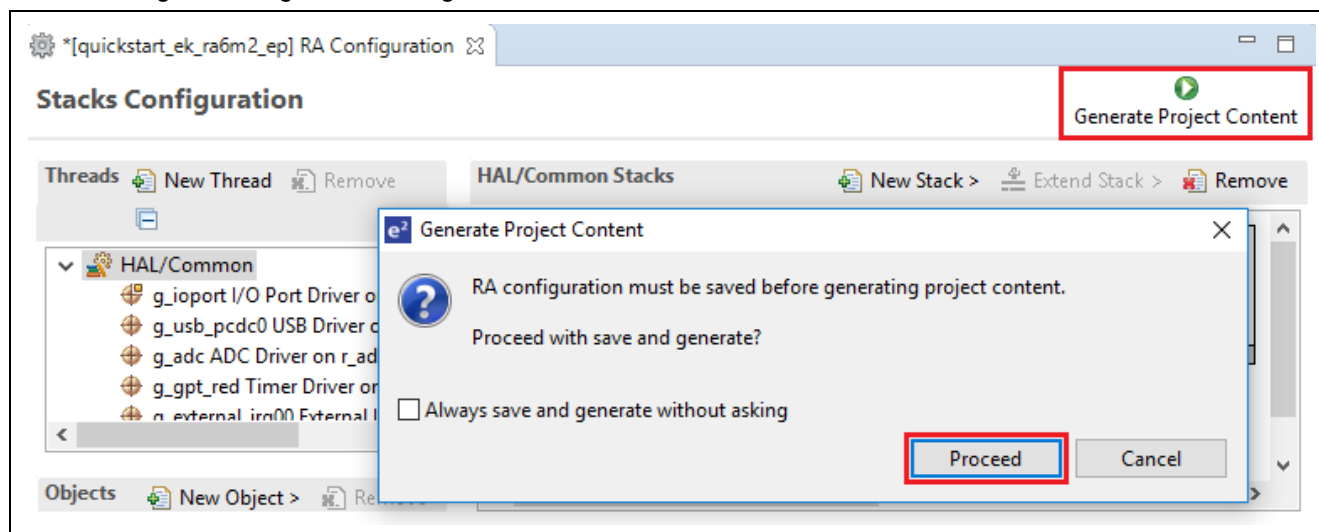 *[quickstart_ek_ra6m2_ep] RA Configuration
Stacks Configuration
Generate Project Content
Threads New Thread Remove
HAL/Common Stacks New Stack > Extend Stack > Remove
HAL/Common
g_ioport I/O Port Driver o
g_usb_pcdc0 USB Driver
g_adc ADC Driver on r_ad
g_gpt_red Timer Driver or
g_external_irq00 External
e² Generate Project Content
RA configuration must be saved before generating project content.
Proceed with save and generate?
Always save and generate without asking
Proceed Cancel
Objects New Object >